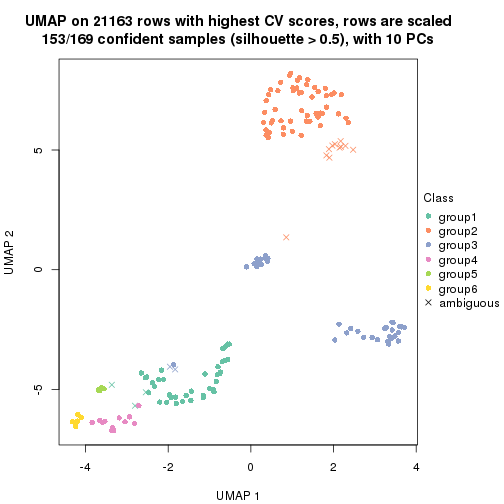 UMAP on 21163 rows with highest CV scores, rows are scaled
153/169 confident samples (silhouette > 0.5), with 10 PCs
UMAP 2
5
0
-5
-4
-2
0
2
4
UMAP 1
Class
group1
group2
group3
group4
group5
group6
ambiguous